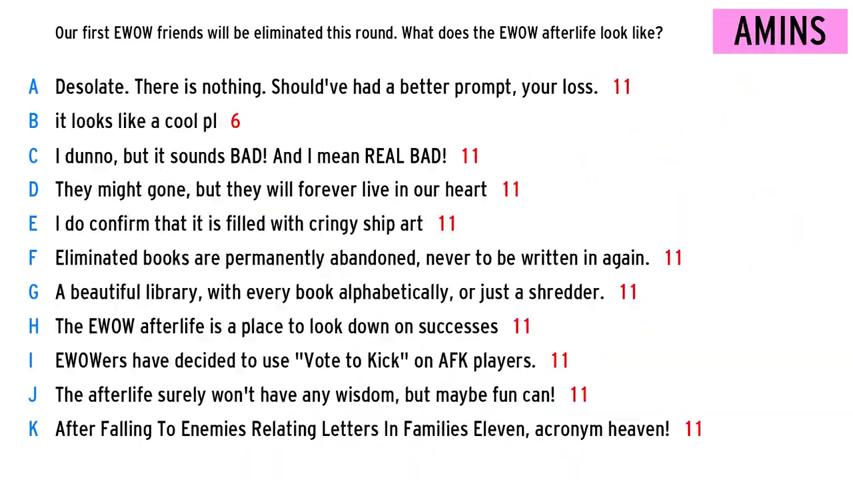 Our first EWOW friends will be eliminated this round. What does the EWOW afterlife look like?
AMINS
A Desolate. There is nothing. Should've had a better prompt, your loss. 11
B it looks like a cool pl 6
C I dunno, but it sounds BAD! And I mean REAL BAD! 11
D They might gone, but they will forever live in our heart 11
E I do confirm that it is filled with cringy ship art 11
F Eliminated books are permanently abandoned, never to be written in again. 11
G A beautiful library, with every book alphabetically, or just a shredder. 11
H The EWOW afterlife is a place to look down on successes 11
I EWOWers have decided to use "Vote to Kick" on AFK players. 11
J The afterlife surely won't have any wisdom, but maybe fun can! 11
K After Falling To Enemies Relating Letters In Families Eleven, acronym heaven! 11